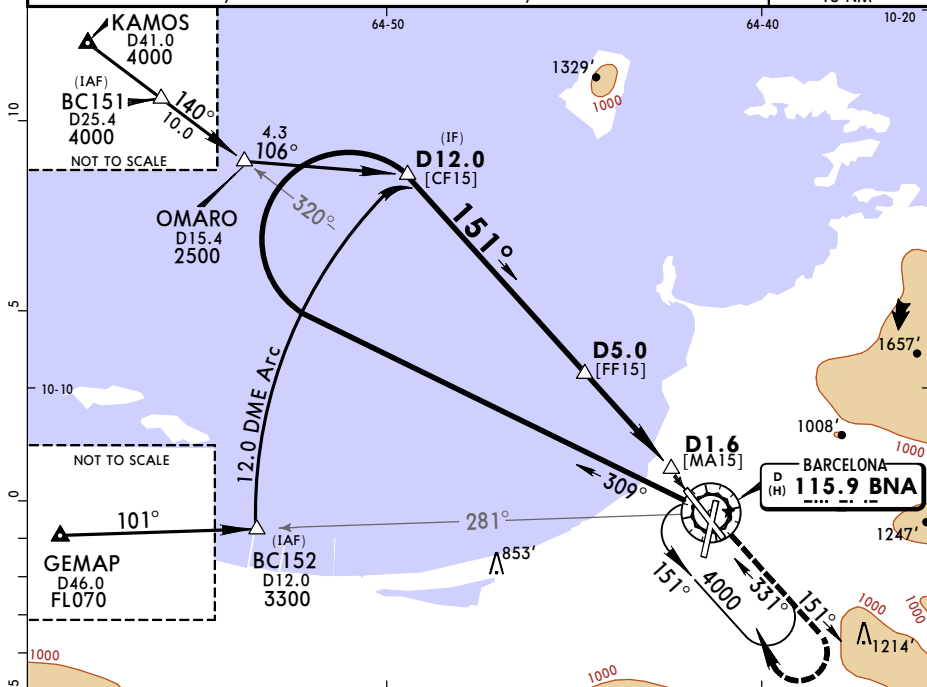 64-50
64-40
10-20
KAMOS
D41.0
4000
(IAF)
BC151
D25.4
4000
NOT TO SCALE
140°
10.0
1329'
1000
10
4.3
106°
(IF)
D12.0
[CF15]
OMARO
D15.4
2500
320°
151°
5
12.0 DME Arc
D5.0
[FF15]
1657'
10-10
1008'
1000
NOT TO SCALE
D1.6
[MA15]
BARCELONA
D
(H)
115.9 BNA
309°
0
101°
281°
GEMAP
D46.0
FL070
(IAF)
BC152
D12.0
3300
853'
1247'
151°
4000
331°
151°
1000
1000
1214'
1000
1000
5